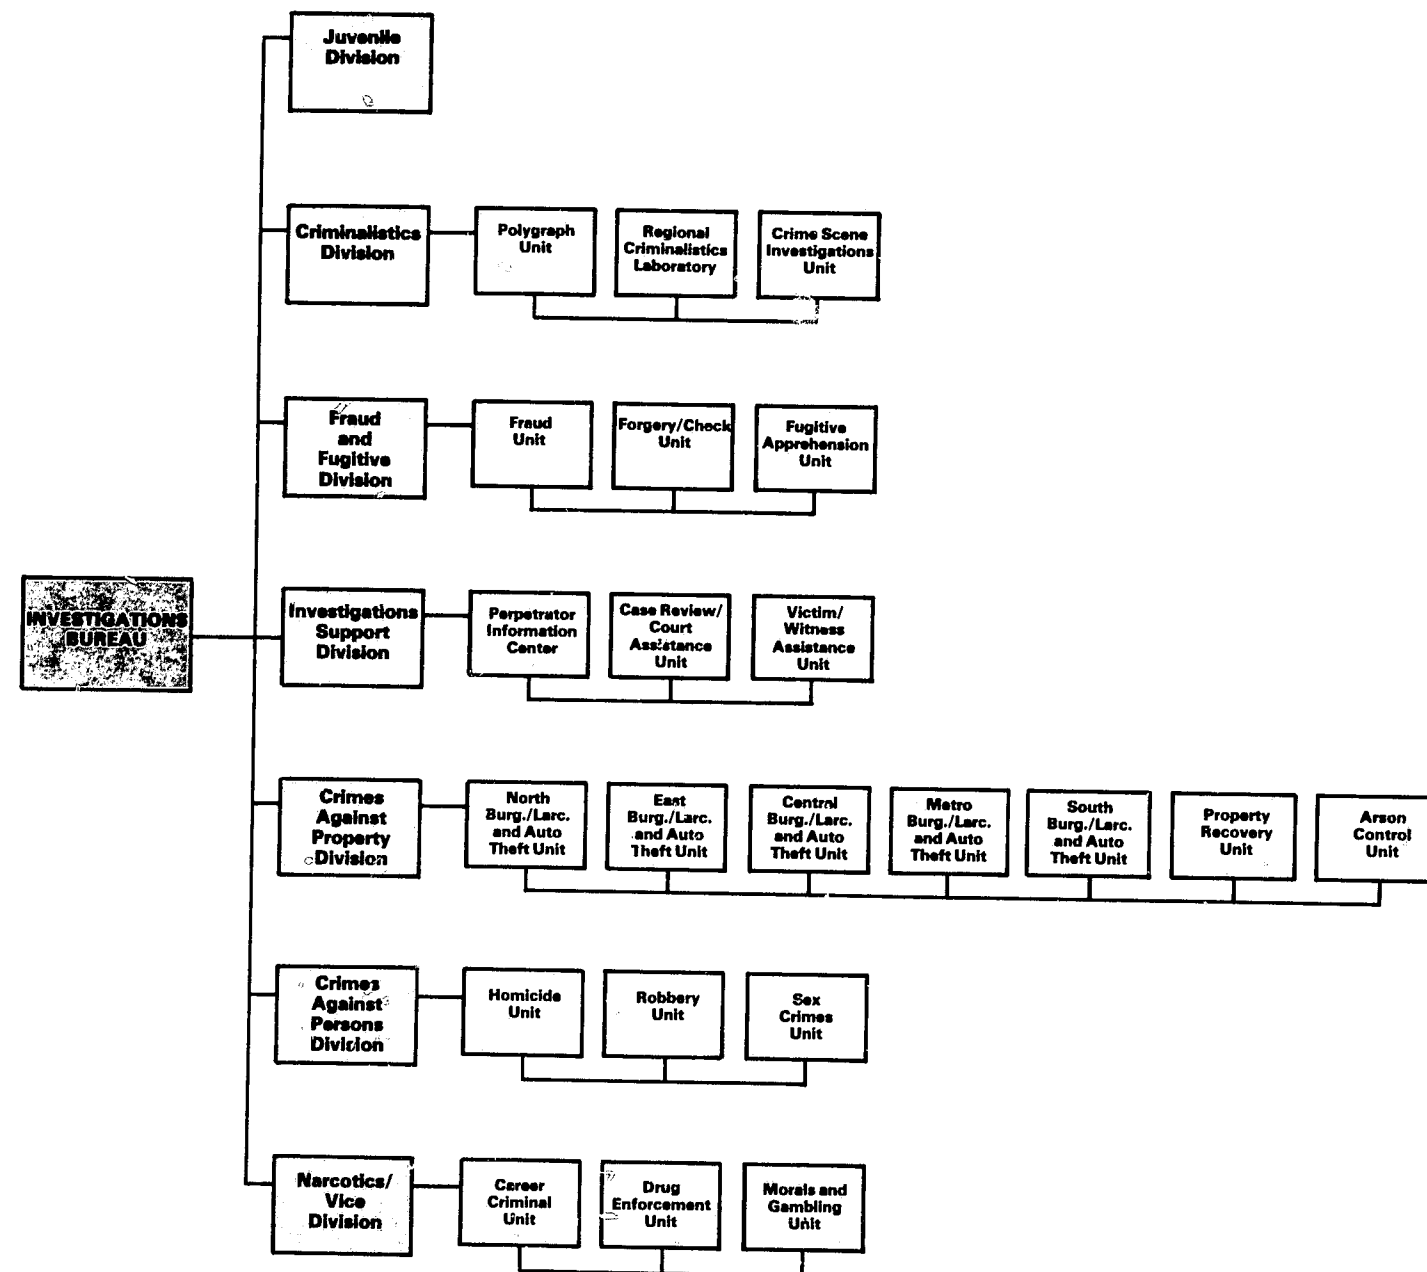 Juvenile
Division
Criminalistics
Division
Polygraph
Unit
Regional
Criminalistics
Laboratory
Crime Scene
Investigations
Unit
Fraud
and
Fugitive
Division
Fraud
Unit
Forgery/Check
Unit
Fugitive
Apprehension
Unit
INVESTIGATIONS
BUREAU
Investigations
Support
Division
Perpetrator
Information
Center
Case Review/
Court
Assistance
Unit
Victim/
Witness
Assistance
Unit
Crimes
Against
Property
Division
North
Burg./Larc.
and Auto
Theft Unit
East
Burg./Larc.
and Auto
Theft Unit
Central
Burg./Larc.
and Auto
Theft Unit
Metro
Burg./Larc.
and Auto
Theft Unit
South
Burg./Larc.
and Auto
Theft Unit
Property
Recovery
Unit
Arson
Control
Unit
Crimes
Against
Persons
Division
Homicide
Unit
Robbery
Unit
Sex
Crimes
Unit
Narcotics/
Vice
Division
Career
Criminal
Unit
Drug
Enforcement
Unit
Morals and
Gambling
Unit